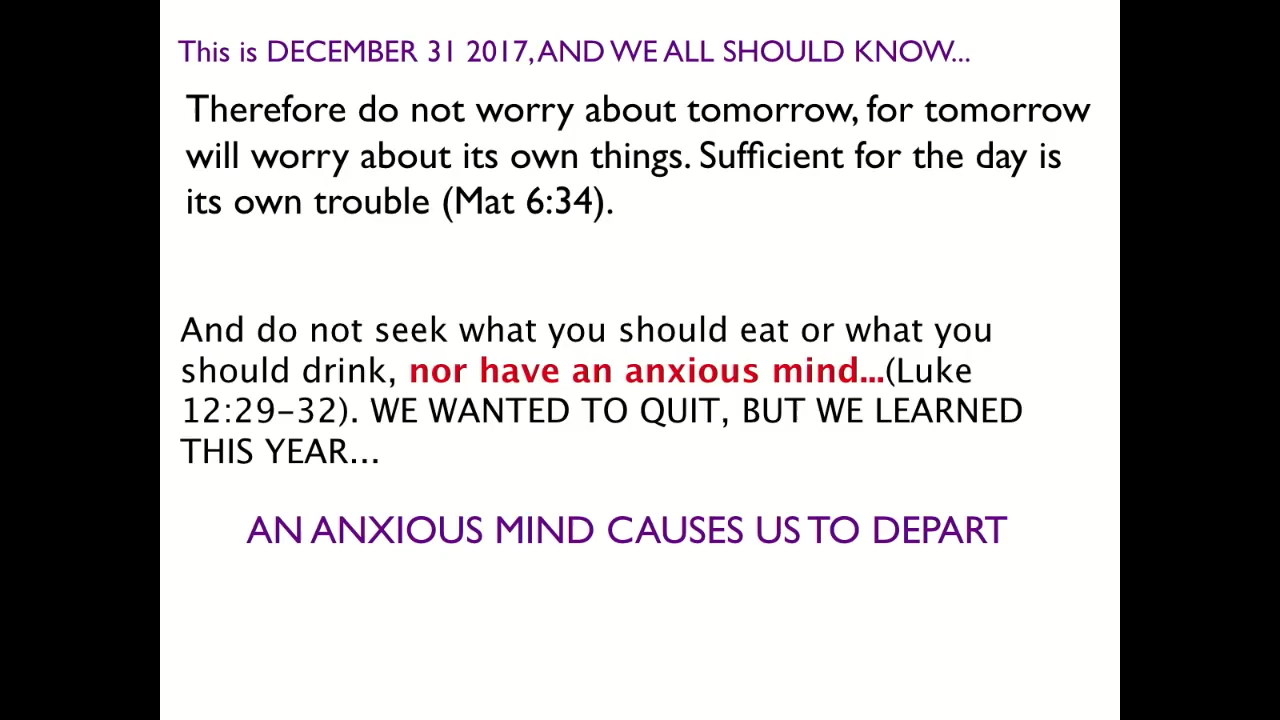 This is DECEMBER 31 2017, AND WE ALL SHOULD KNOW...
Therefore do not worry about tomorrow, for tomorrow
will worry about its own things. Sufficient for the day is
its own trouble (Mat 6:34).
And do not seek what you should eat or what you
should drink, nor have an anxious mind...(Luke
12:29-32). WE WANTED TO QUIT, BUT WE LEARNED
THIS YEAR...
AN ANXIOUS MIND CAUSES US TO DEPART